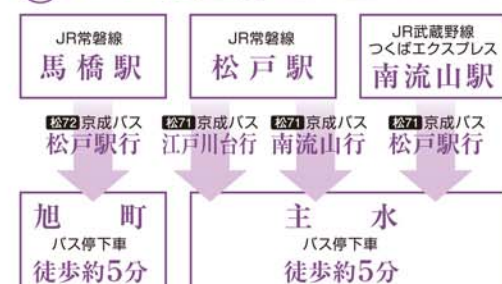 JR常磐線
馬橋駅
JR常磐線
松戸駅
JR武蔵野線
つくばエクスプレス
南流山駅
松72 京成バス
松戸駅行
松71 京成バス
江戸川台行
松71 京成バス
南流山行
松71 京成バス
松戸駅行
旭町
バス停下車
徒歩約5分
主水
バス停下車
徒歩約5分